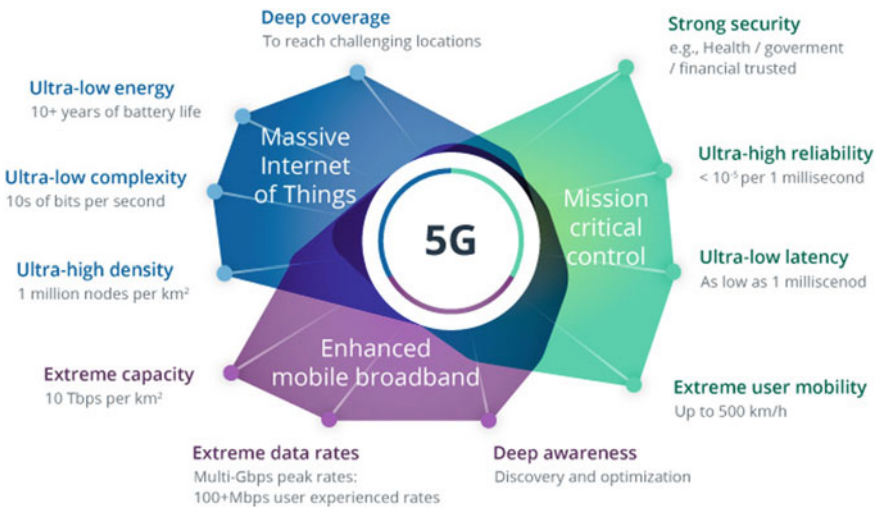 Deep coverage
To reach challenging locations
Strong security
e.g., Health / goverment
/ financial trusted
Ultra-low energy
10+ years of battery life
Massive
Internet
of Things
Ultra-high reliability
< 10⁻⁵ per 1 millisecond
Ultra-low complexity
10s of bits per second
Mission
critical
control
5G
Ultra-low latency
As low as 1 milliscenod
Ultra-high density
1 million nodes per km²
Enhanced
mobile broadband
Extreme capacity
10 Tbps per km²
Extreme user mobility
Up to 500 km/h
Extreme data rates
Multi-Gbps peak rates:
100+Mbps user experienced rates
Deep awareness
Discovery and optimization